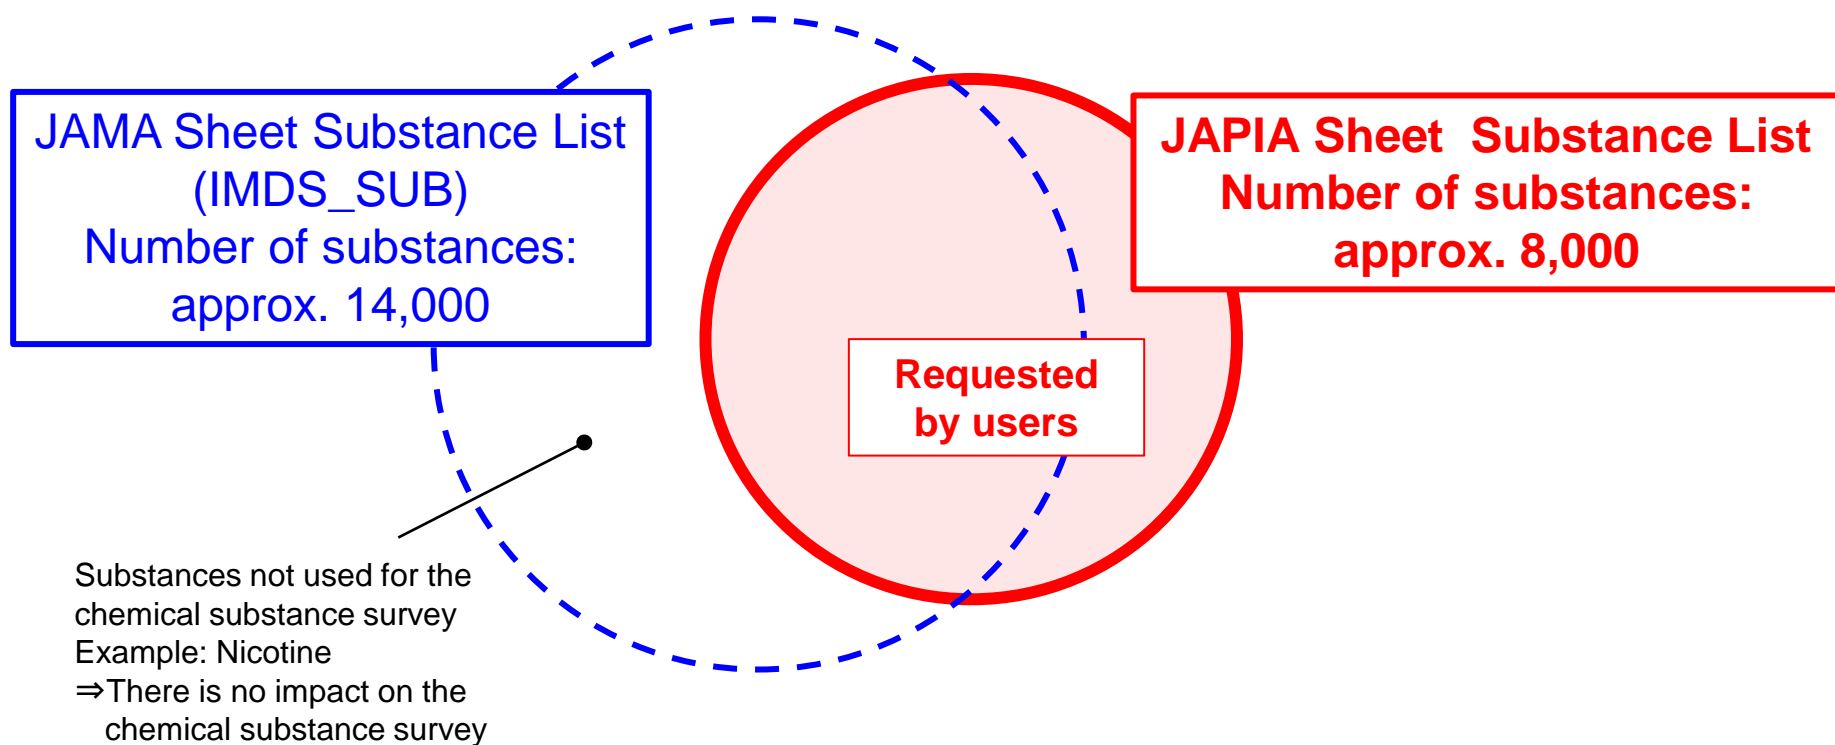 JAMA Sheet Substance List
(IMDS_SUB)
Number of substances:
approx. 14,000
JAPIA Sheet  Substance List
Number of substances:
approx. 8,000
Requested
by users
Substances not used for the
chemical substance survey
Example: Nicotine
⇒There is no impact on the
chemical substance survey